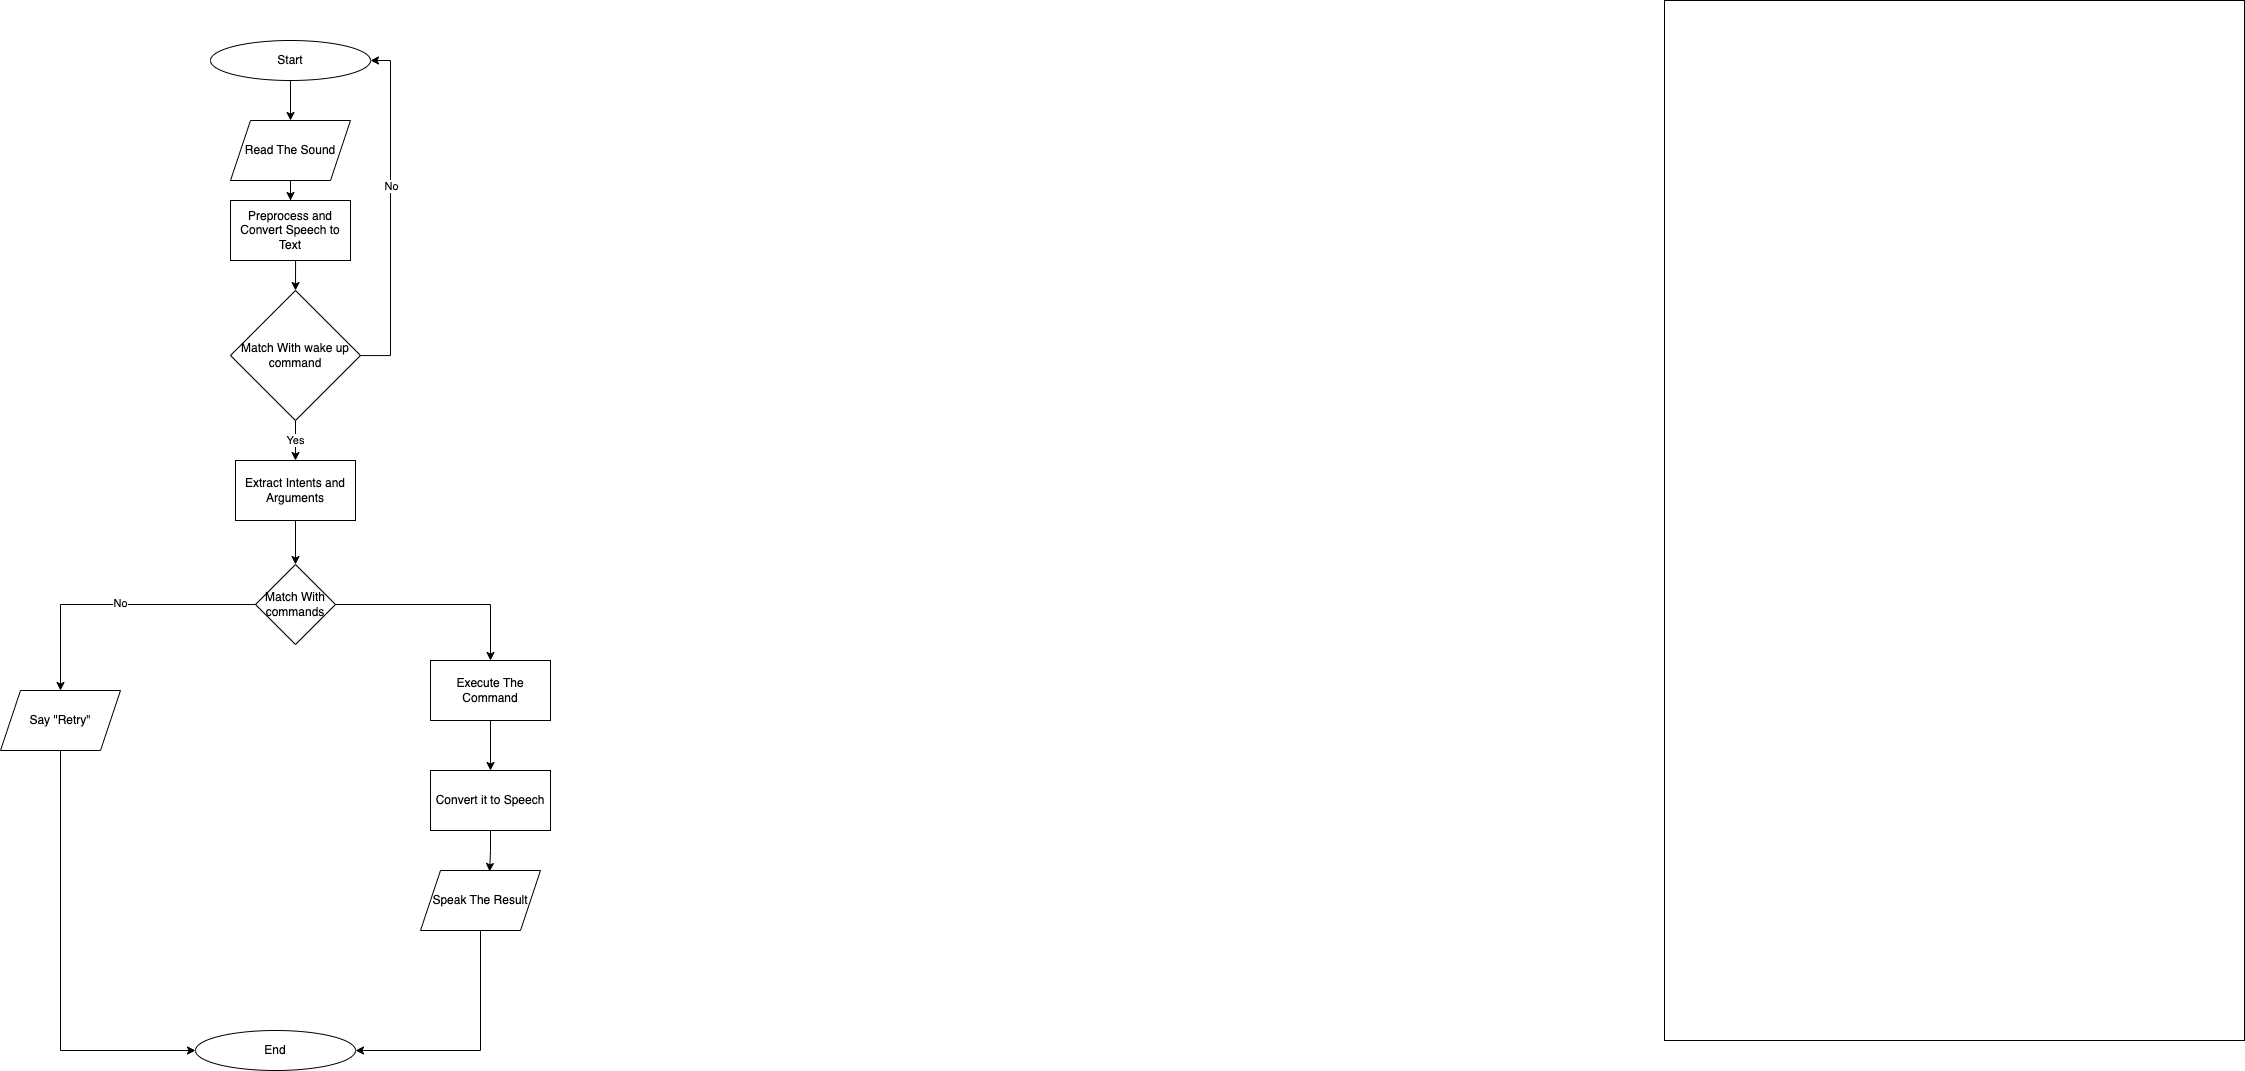 Start
Read The Sound
No
Preprocess and
Convert Speech to
Text
Match With wake up
command
Yes
Extract Intents and
Arguments
Match With
commands
No
Execute The
Command
Say "Retry"
Convert it to Speech
Speak The Result
End